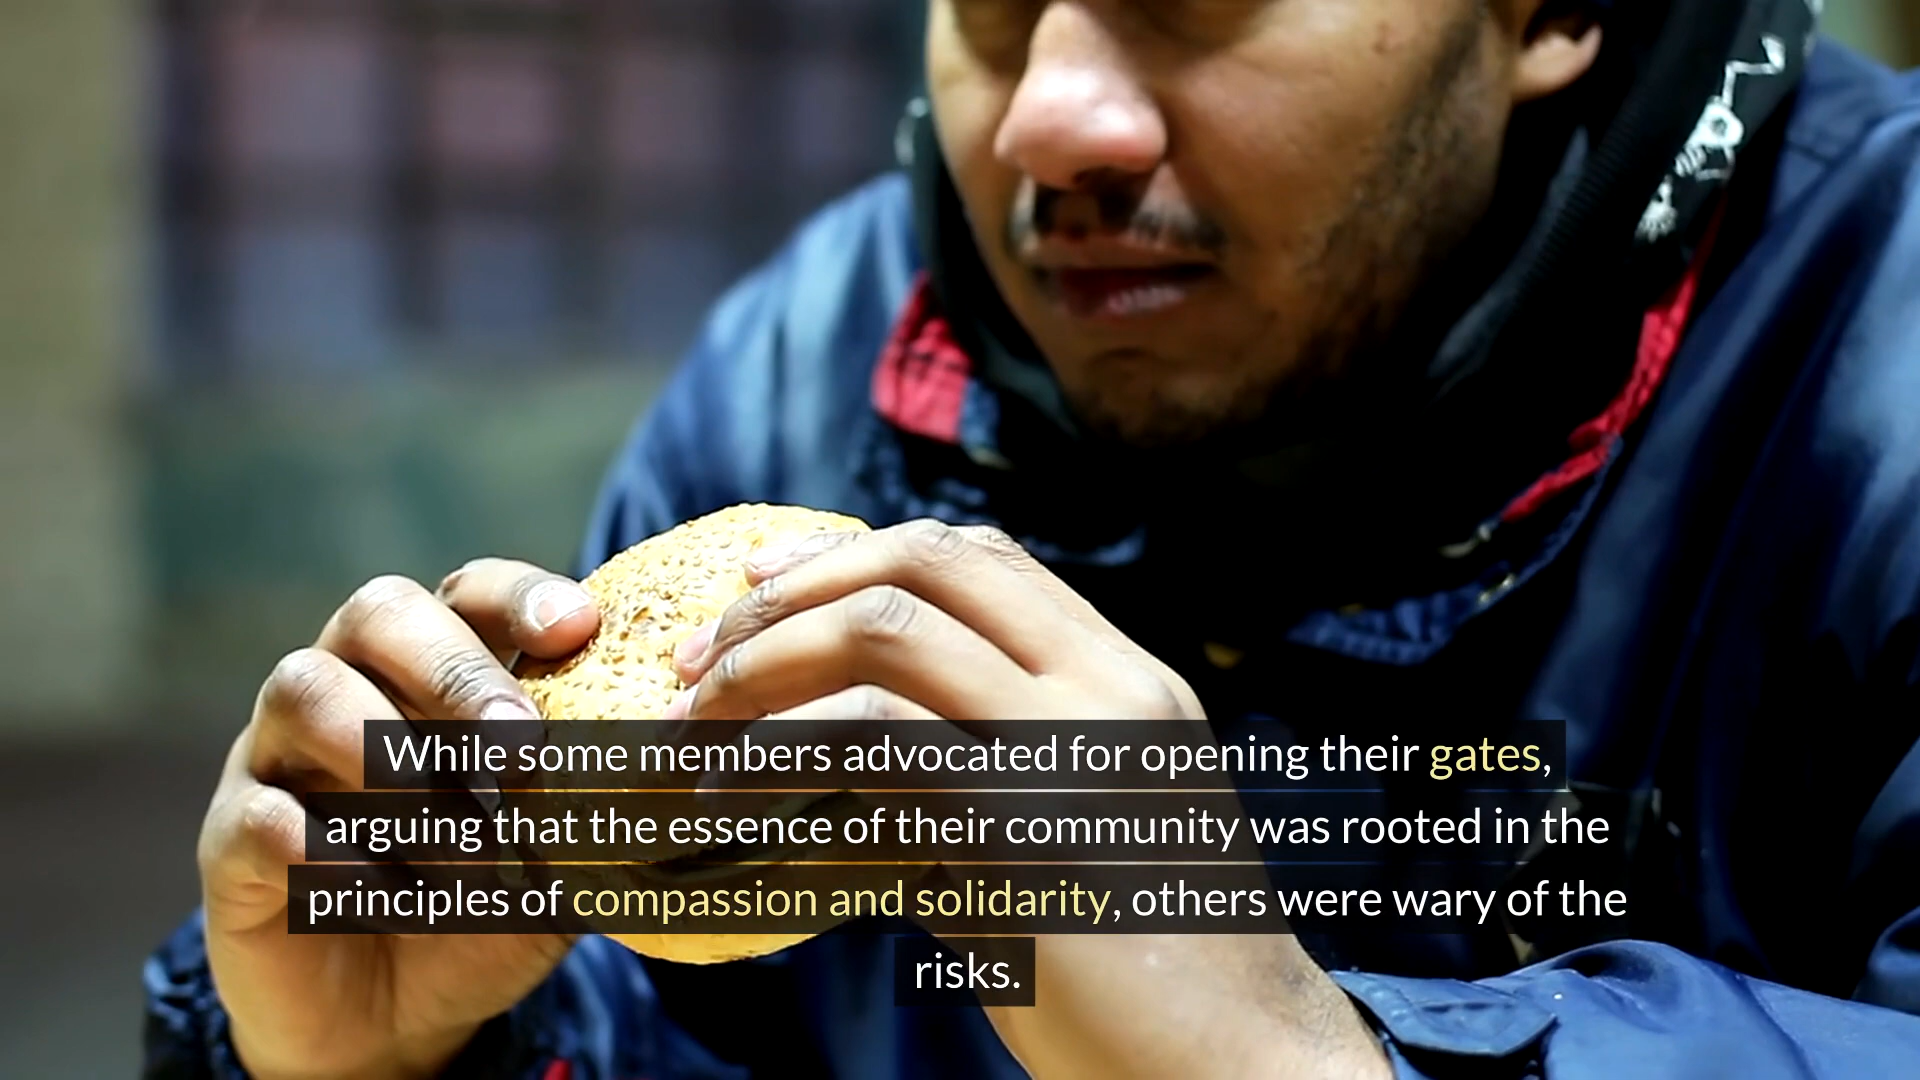 While some members advocated for opening their gates,
arguing that the essence of their community was rooted in the
principles of compassion and solidarity, others were wary of the
risks.